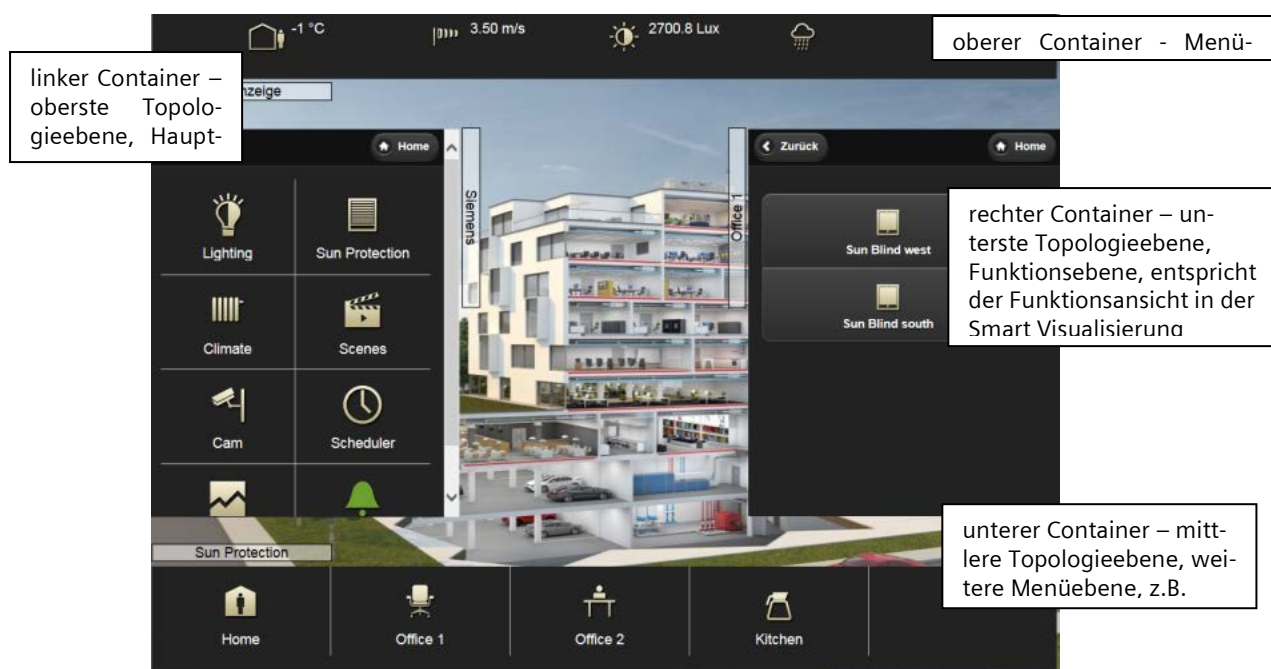 -1 °C
3.50 m/s
2700.8 Lux
oberer Container - Menü-
linker Container –
oberste Topolo-
gieebene, Haupt-
nzeige
Home
Lighting
Sun Protection
Climate
Scenes
Cam
Scheduler
Siemens
Office 1
Zurück
Home
Sun Blind west
Sun Blind south
rechter Container – un-
terste Topologieebene,
Funktionsebene, entspricht
der Funktionsansicht in der
Smart Visualisierung
unterer Container – mitt-
lere Topologieebene, wei-
tere Menüebene, z.B.
Sun Protection
Home
Office 1
Office 2
Kitchen